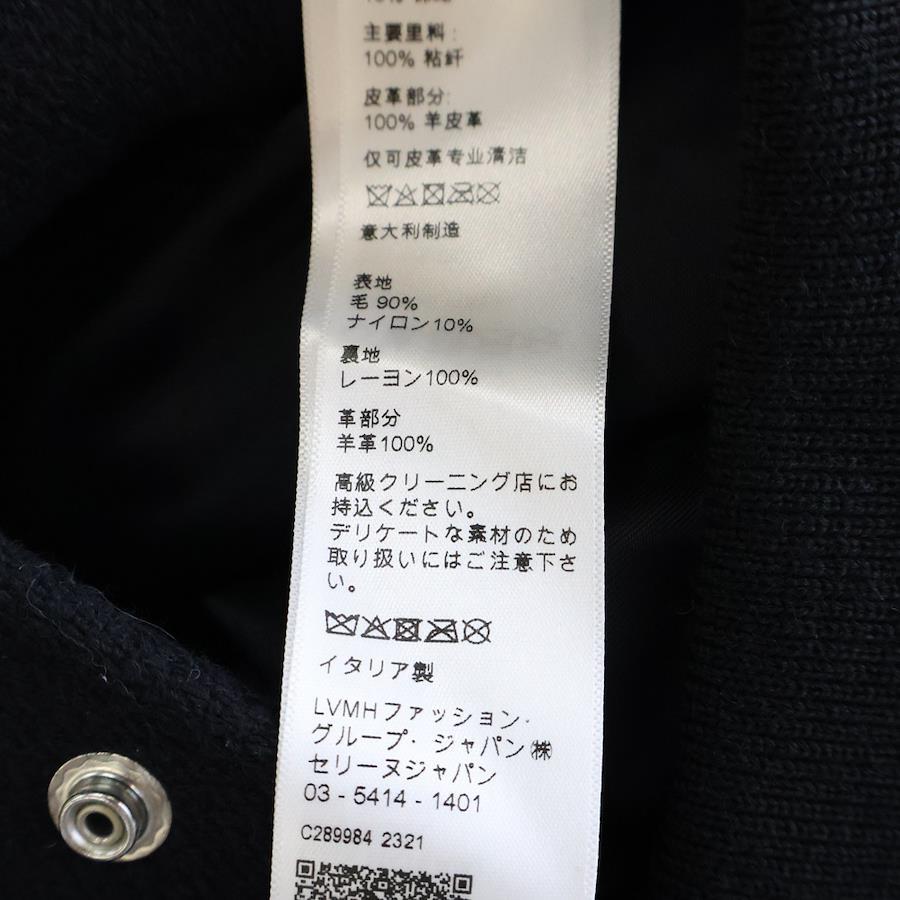 主要里料:
100% 粘纤
皮革部分:
100% 羊皮革
仅可皮革专业清洁
意大利制造
表地
毛 90%
ナイロン10%
裏地
レーヨン100%
革部分
羊革100%
高級クリーニング店にお
持込ください。
デリケートな素材のため
取り扱いにはご注意下さ
い。
イタリア製
LVMHファッション·
グループ· ジャパン㈱
セリーヌジャパン
03 - 5414 - 1401
C289984 2321